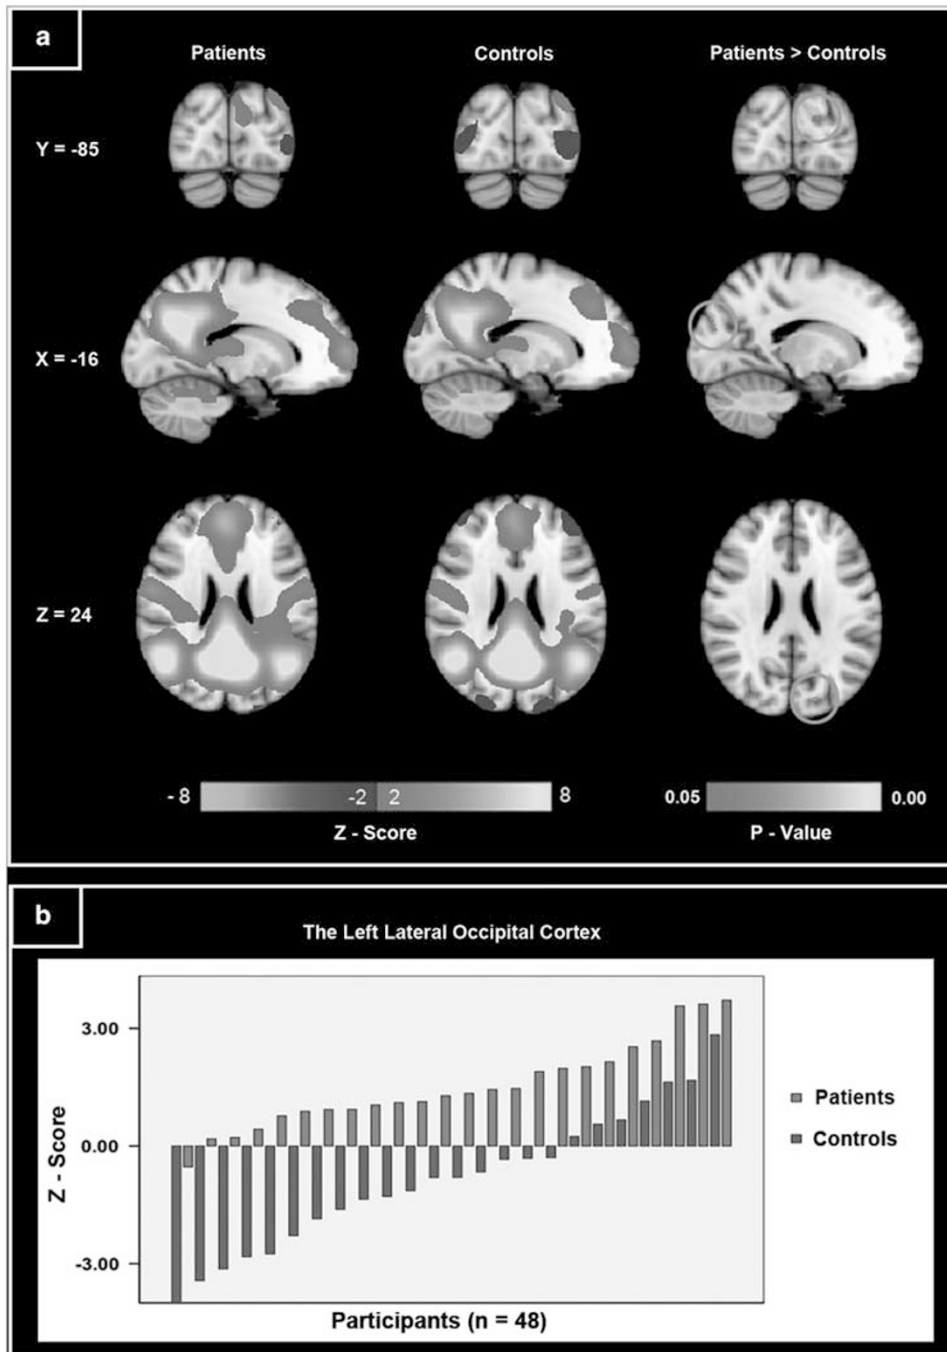 a
Patients Controls Patients > Controls
Y = -85
X = -16
Z = 24
- 8 -2 2 8 0.05 0.00
Z - Score P - Value
b
The Left Lateral Occipital Cortex
3.00
0.00
-3.00
Z - Score
Patients
Controls
Participants (n = 48)